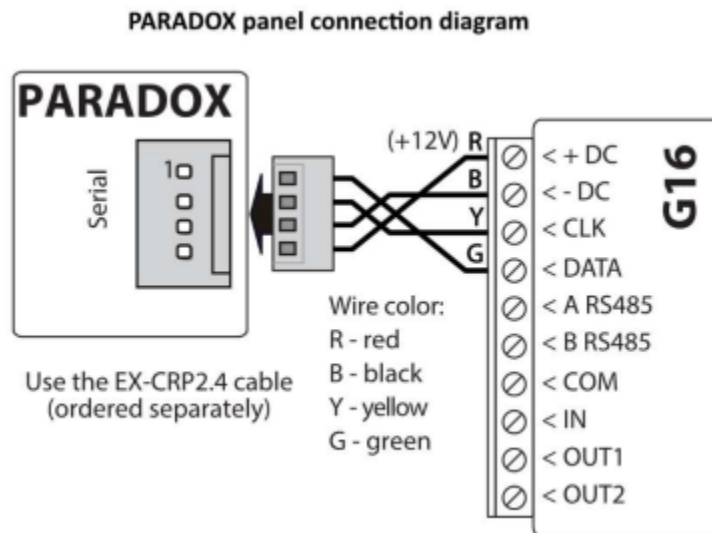 PARADOX panel connection diagram
PARADOX
Serial
1
Use the EX-CRP2.4 cable
(ordered separately)
Wire color:
R - red
B - black
Y - yellow
G - green
(+12V) R
B
Y
G
< + DC
< - DC
< CLK
< DATA
< A RS485
< B RS485
< COM
< IN
< OUT1
< OUT2
G16